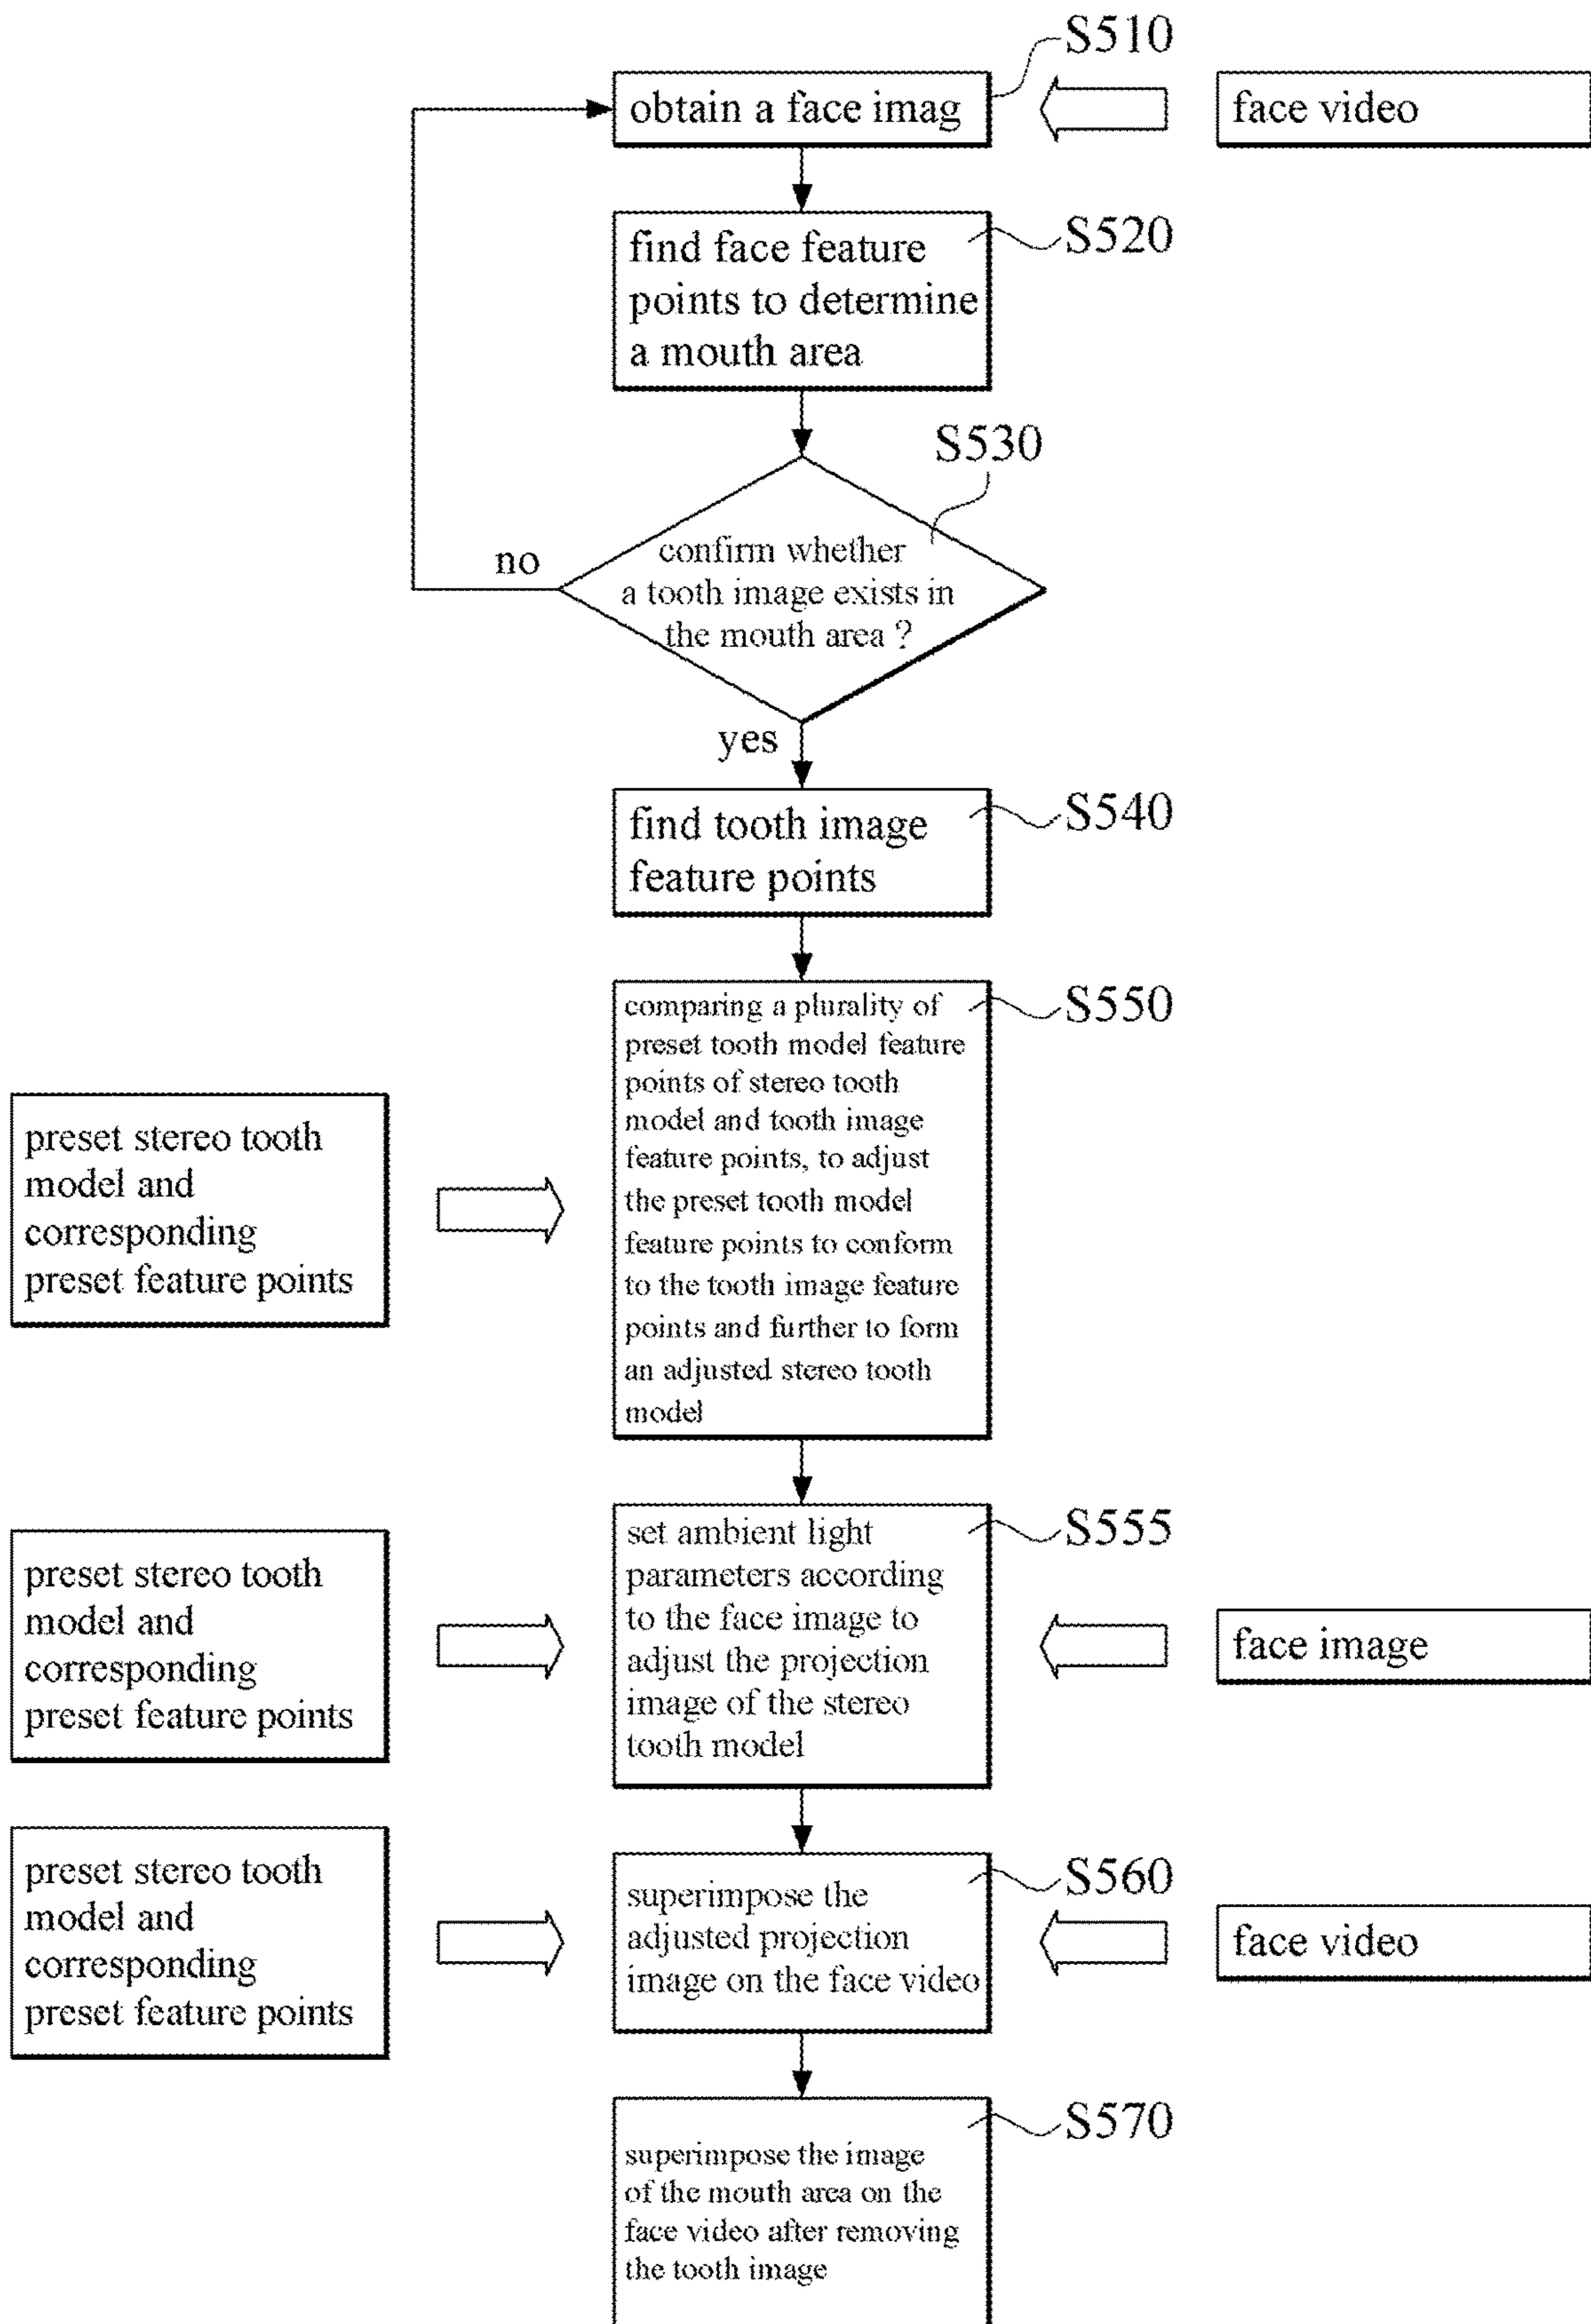 S510
obtain a face imag
face video
find face feature
points to determine
a mouth area
S520
S530
confirm whether
a tooth image exists in
the mouth area ?
no
yes
find tooth image
feature points
S540
comparing a plurality of
preset tooth model feature
points of stereo tooth
model and tooth image
feature points, to adjust
the preset tooth model
feature points to conform
to the tooth image feature
points and further to form
an adjusted stereo tooth
model
S550
preset stereo tooth
model and
corresponding
preset feature points
set ambient light
parameters according
to the face image to
adjust the projection
image of the stereo
tooth model
S555
preset stereo tooth
model and
corresponding
preset feature points
face image
superimpose the
adjusted projection
image on the face video
S560
preset stereo tooth
model and
corresponding
preset feature points
face video
S570
superimpose the image
of the mouth area on the
face video after removing
the tooth image